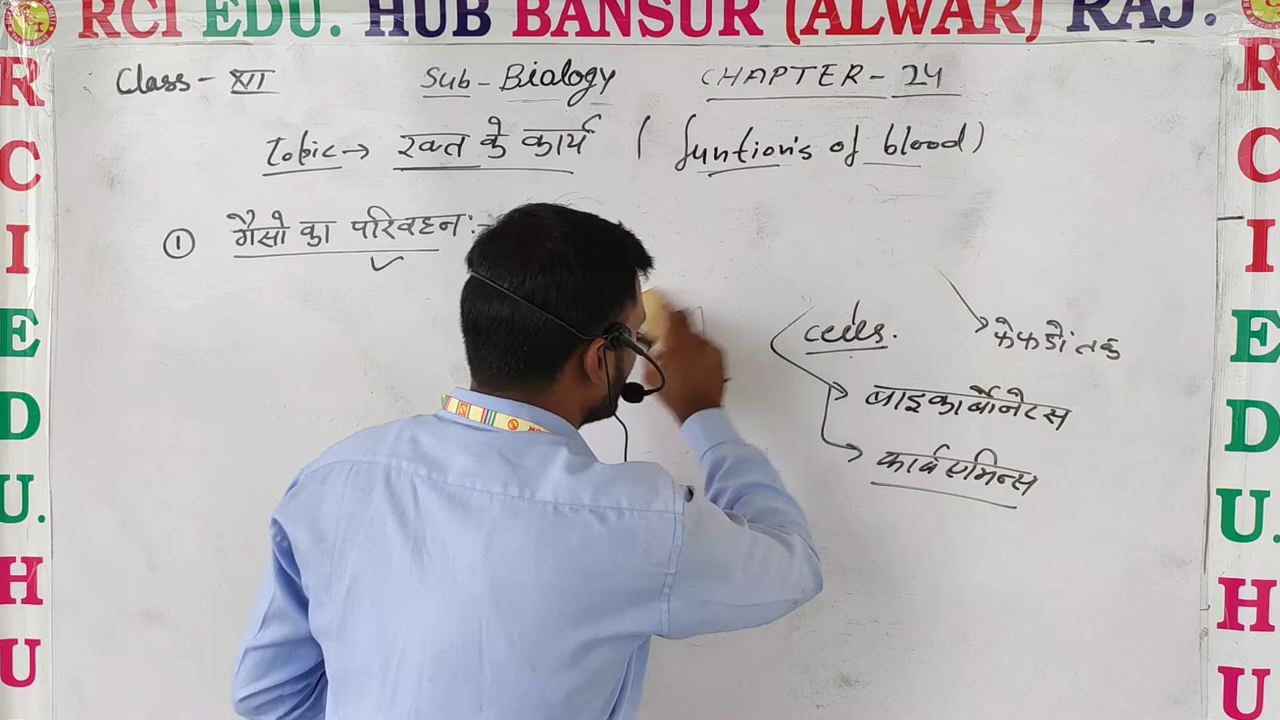 RCI EDU. HUB BANSUR (ALWAR) RAJ.
Class - XII Sub - Biology CHAPTER - 24
Topic → रक्त के कार्य ( funtion's of blood )
① गैसो का परिवहन :-
cells.
फेफडों तक
बाइकार्बोनेटस
कार्बएमिन्स
R C I E D U. H U
R C I E D U. H U